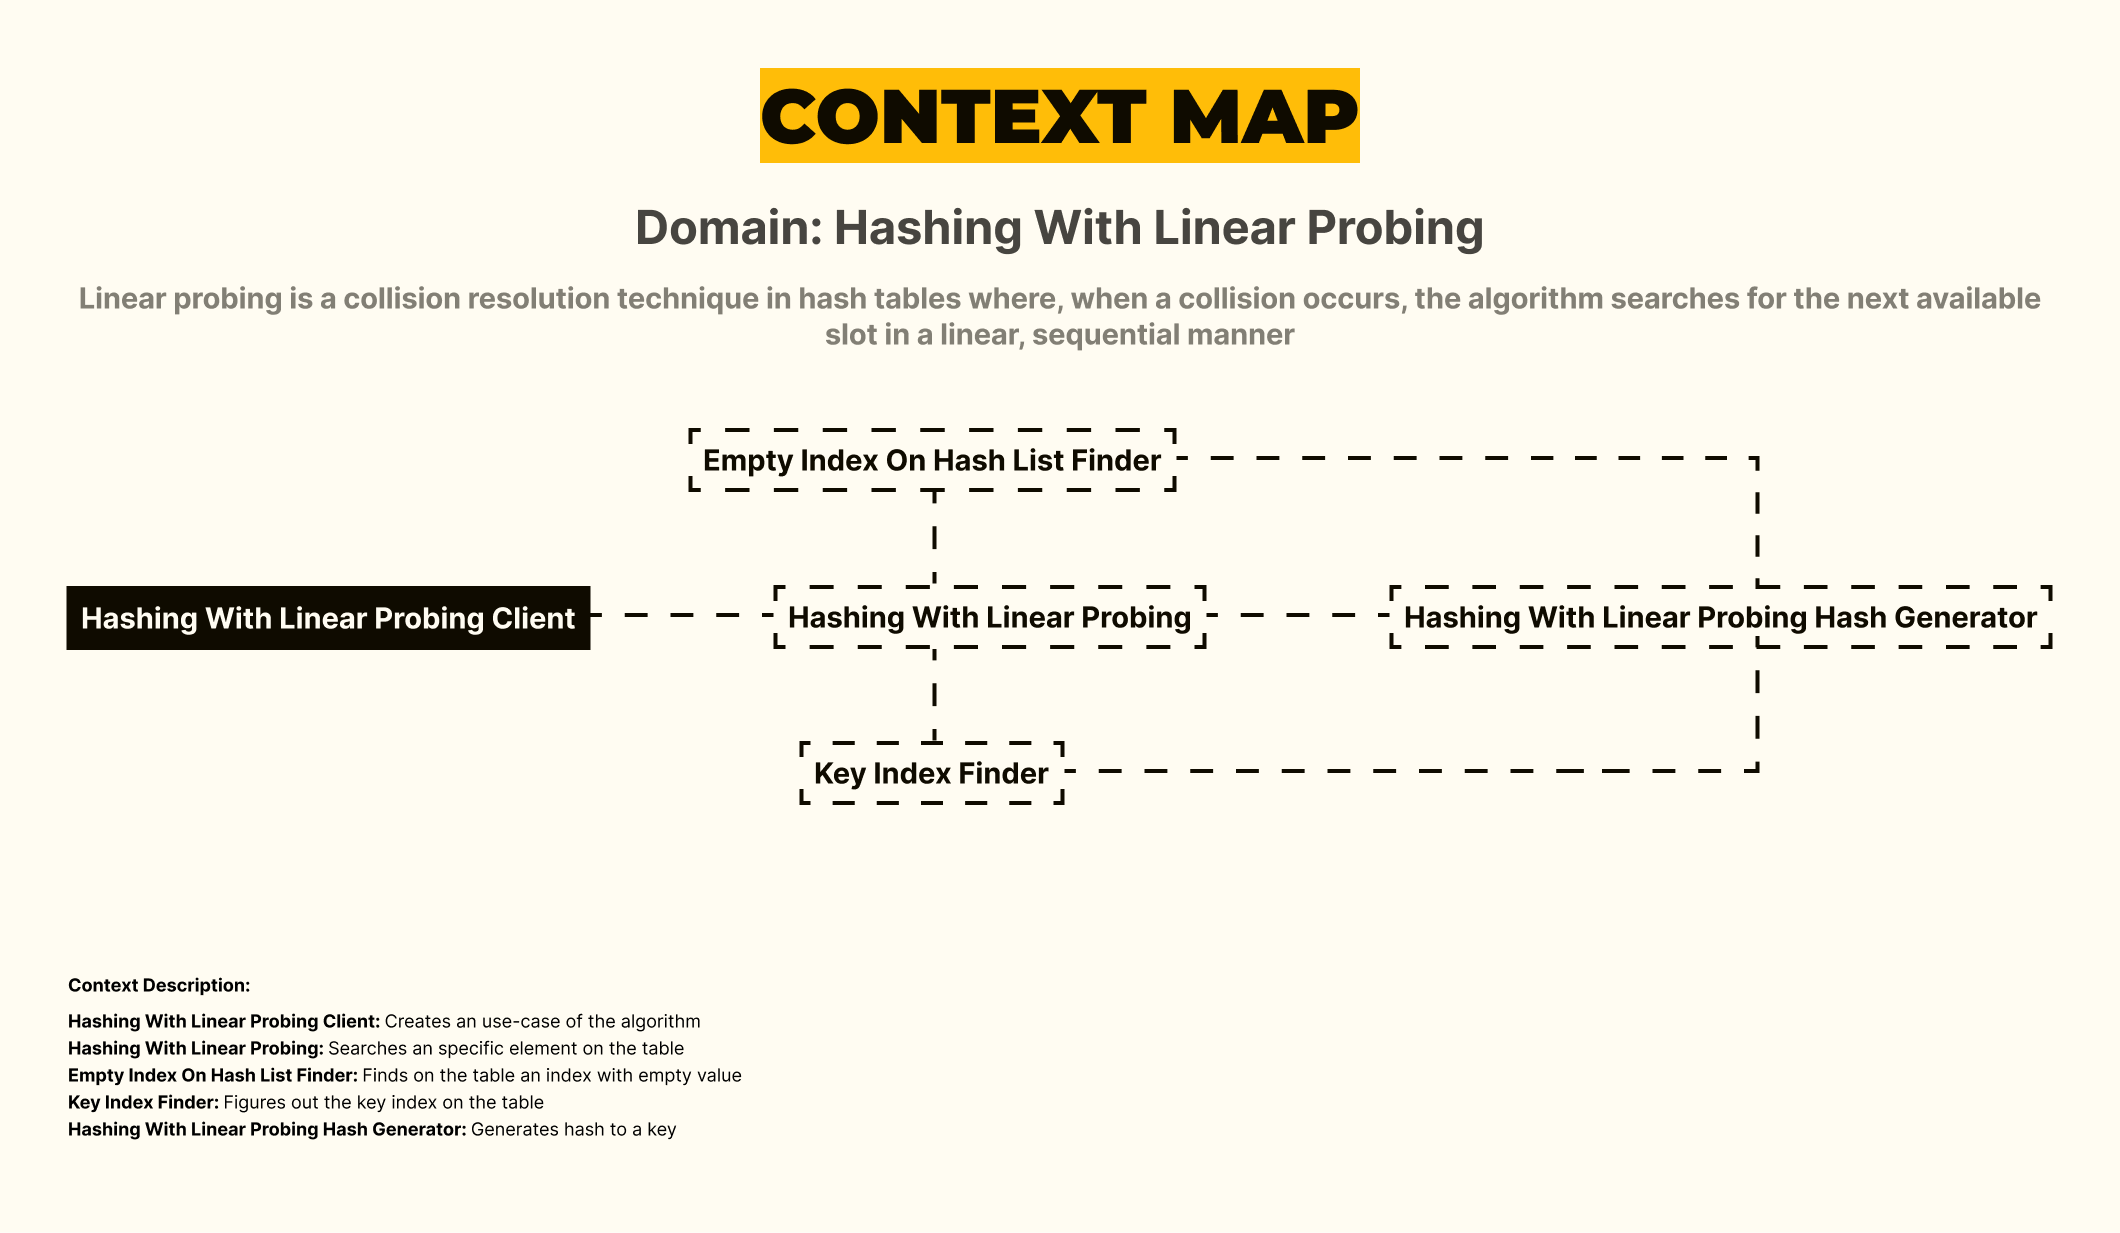 CONTEXT MAP
Domain: Hashing With Linear Probing
Linear probing is a collision resolution technique in hash tables where, when a collision occurs, the algorithm searches for the next available
slot in a linear, sequential manner
Empty Index On Hash List Finder
Hashing With Linear Probing Client
Hashing With Linear Probing
Hashing With Linear Probing Hash Generator
Key Index Finder
Context Description:
Hashing With Linear Probing Client: Creates an use-case of the algorithm
Hashing With Linear Probing: Searches an specific element on the table
Empty Index On Hash List Finder: Finds on the table an index with empty value
Key Index Finder: Figures out the key index on the table
Hashing With Linear Probing Hash Generator: Generates hash to a key